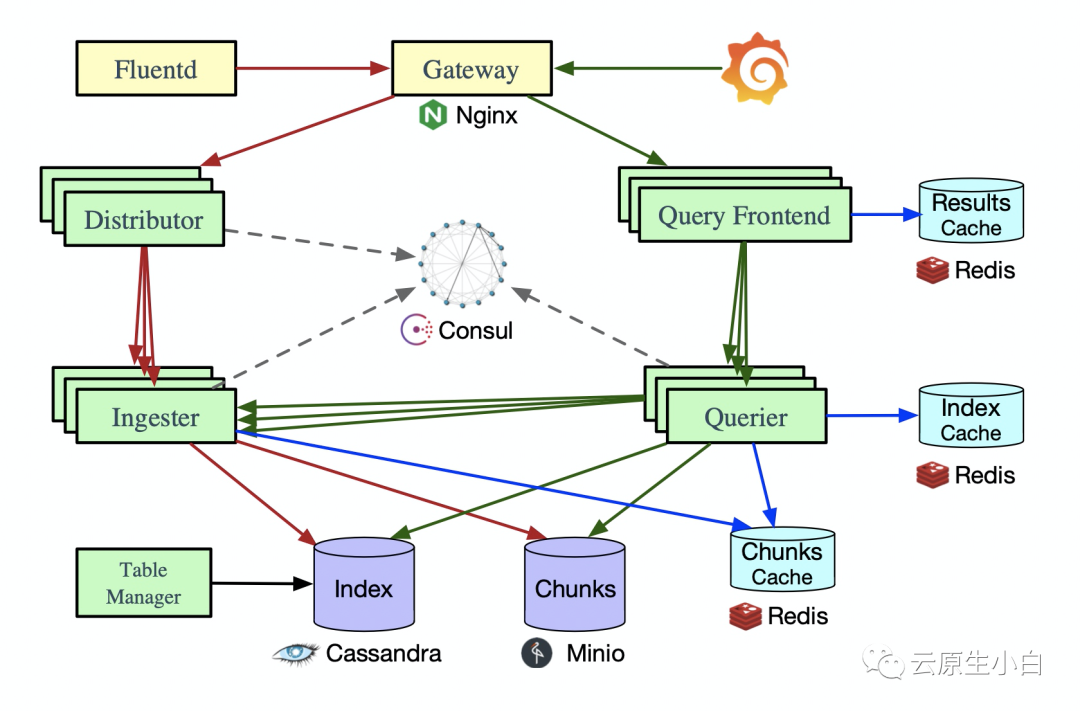 Fluentd
Gateway
Nginx
Distributor
Query Frontend
Results
Cache
Redis
Consul
Ingester
Querier
Index
Cache
Redis
Table
Manager
Index
Chunks
Chunks
Cache
Redis
Cassandra
Minio
云原生小白